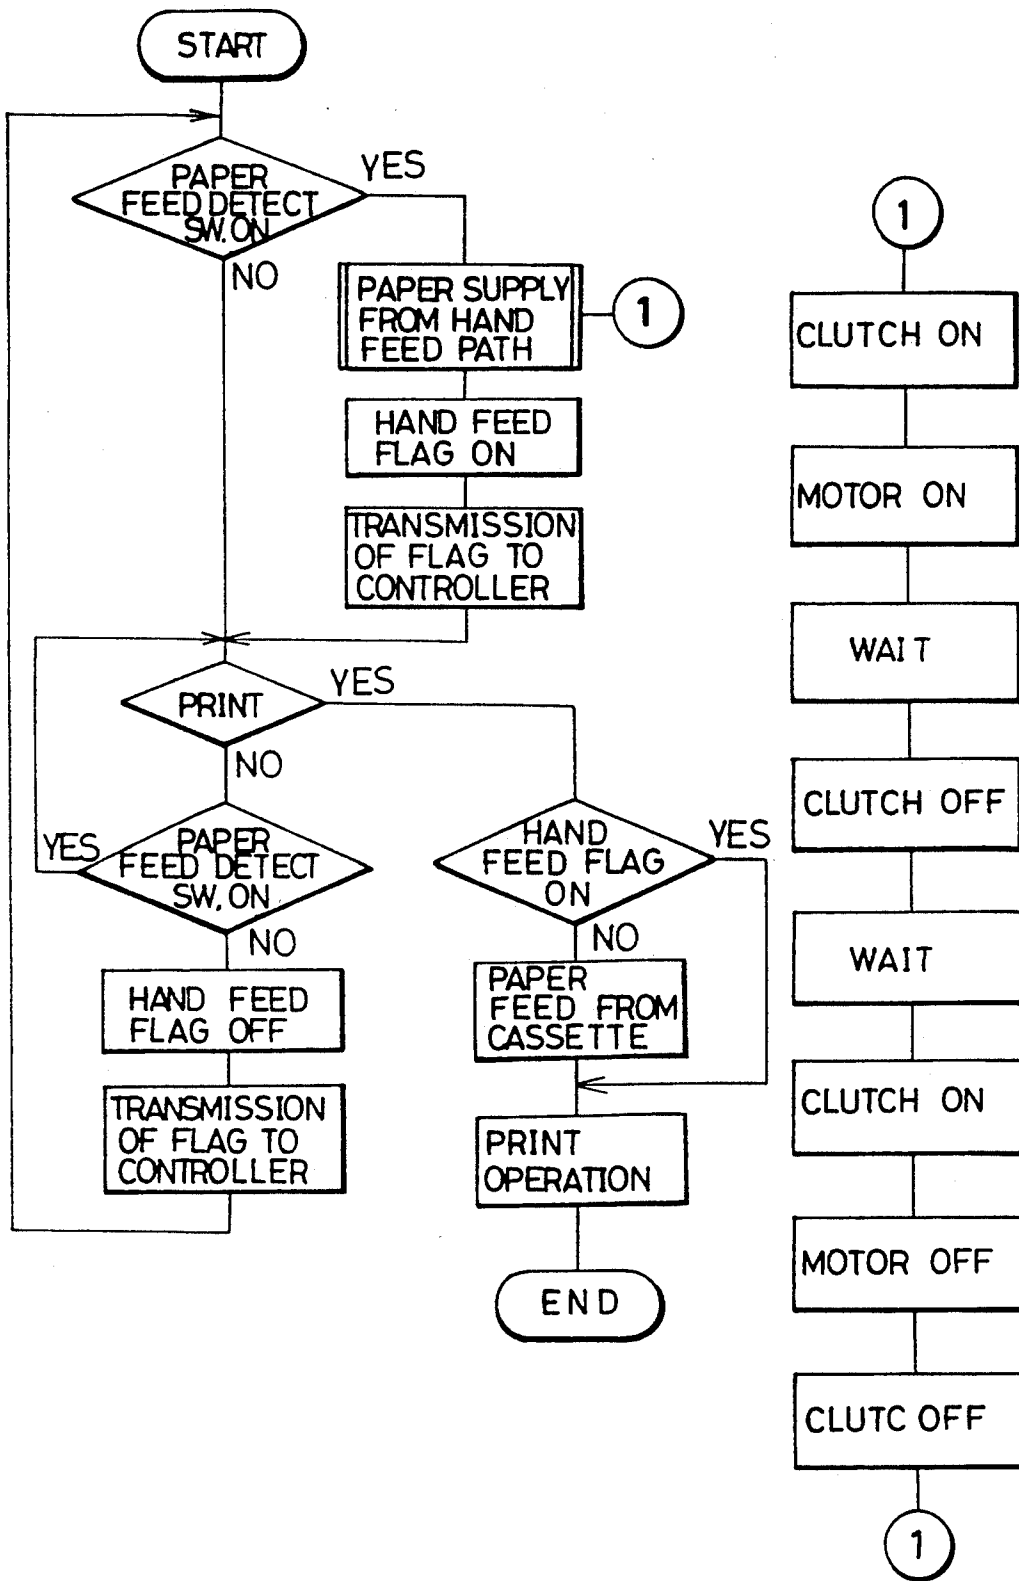 START
PAPER
FEED DETECT
SW. ON
YES
NO
PAPER SUPPLY
FROM HAND
FEED PATH
1
HAND FEED
FLAG ON
TRANSMISSION
OF FLAG TO
CONTROLLER
PRINT
YES
NO
PAPER
FEED DETECT
SW. ON
YES
NO
HAND FEED
FLAG OFF
TRANSMISSION
OF FLAG TO
CONTROLLER
HAND
FEED FLAG
ON
YES
NO
PAPER
FEED FROM
CASSETTE
PRINT
OPERATION
END
1
CLUTCH ON
MOTOR ON
WAIT
CLUTCH OFF
WAIT
CLUTCH ON
MOTOR OFF
CLUTC OFF
1